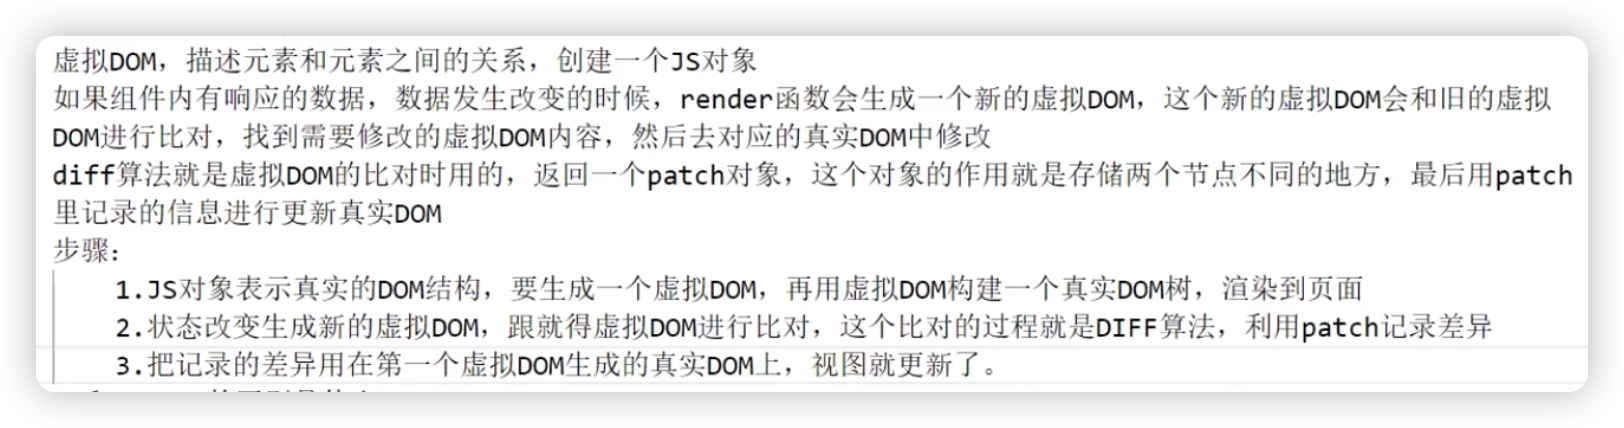 虚拟DOM，描述元素和元素之间的关系，创建一个JS对象
如果组件内有响应的数据，数据发生改变的时候，render函数会生成一个新的虚拟DOM，这个新的虚拟DOM会和旧的虚拟
DOM进行比对，找到需要修改的虚拟DOM内容，然后去对应的真实DOM中修改
diff算法就是虚拟DOM的比对时用的，返回一个patch对象，这个对象的作用就是存储两个节点不同的地方，最后用patch
里记录的信息进行更新真实DOM
步骤：
1.JS对象表示真实的DOM结构，要生成一个虚拟DOM，再用虚拟DOM构建一个真实DOM树，渲染到页面
2.状态改变生成新的虚拟DOM，跟就得虚拟DOM进行比对，这个比对的过程就是DIFF算法，利用patch记录差异
3.把记录的差异用在第一个虚拟DOM生成的真实DOM上，视图就更新了。